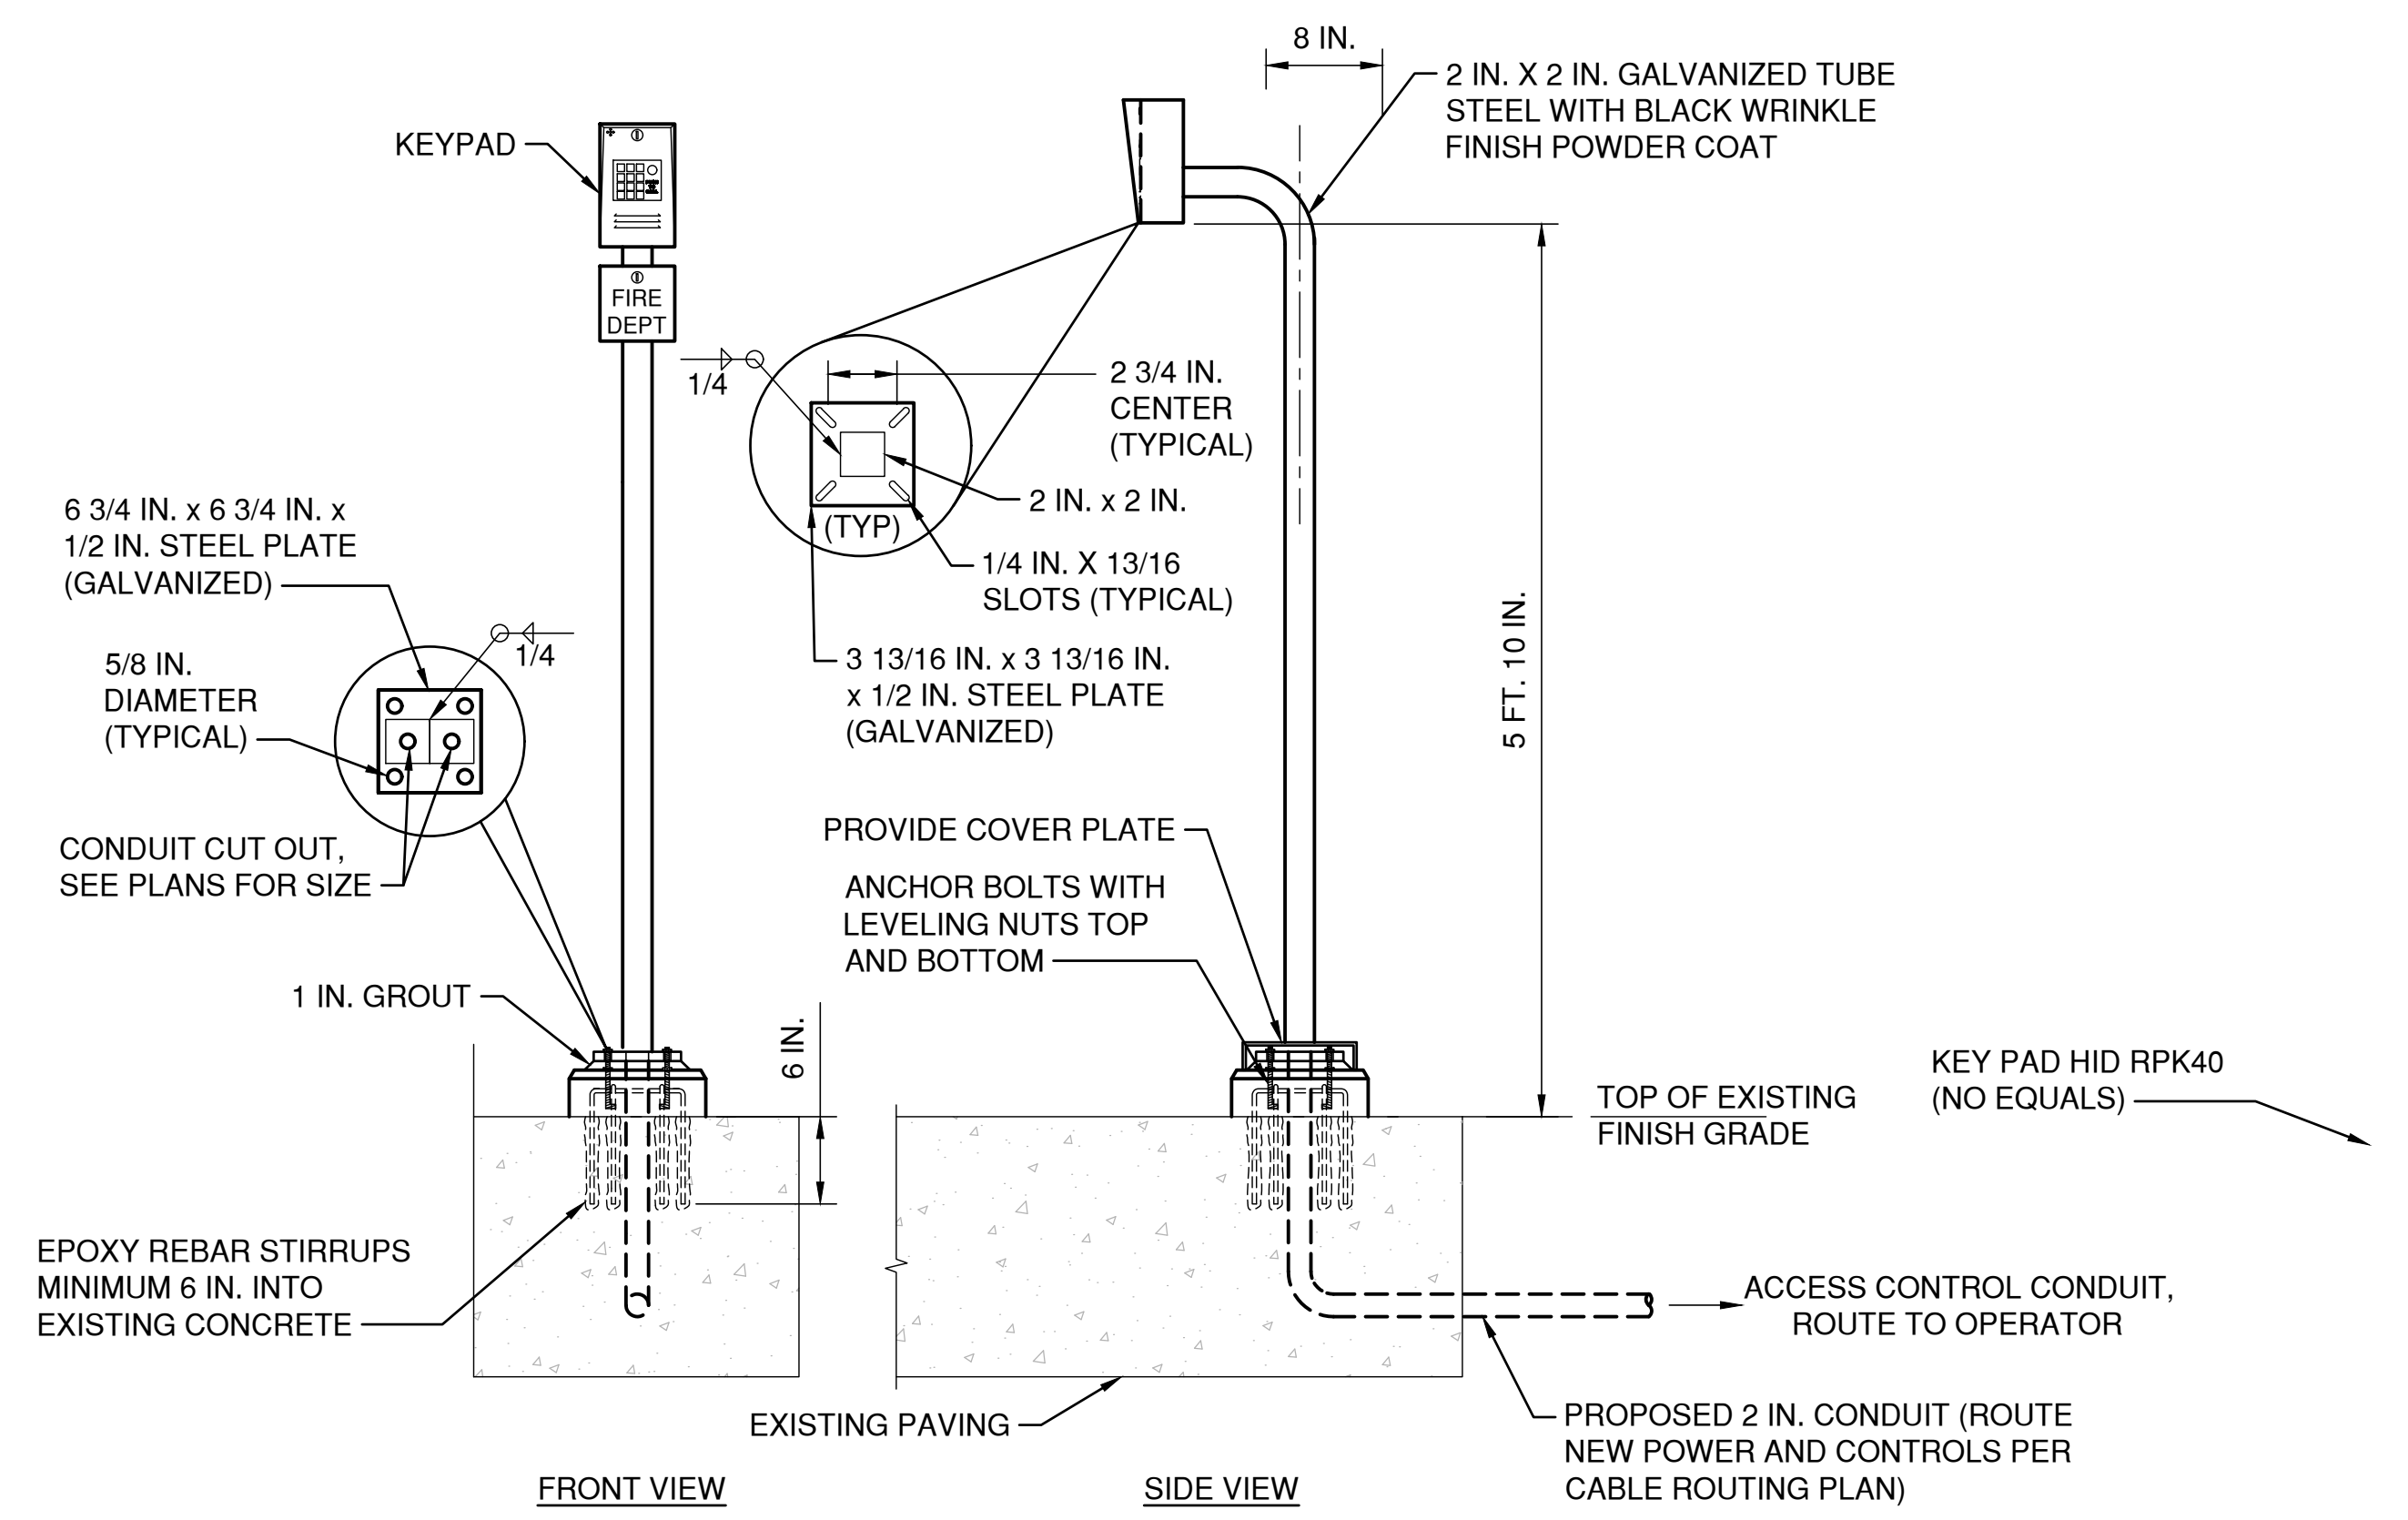 8 IN.
2 IN. X 2 IN. GALVANIZED TUBE
STEEL WITH BLACK WRINKLE
FINISH POWDER COAT
KEYPAD
FIRE
DEPT
1/4
2 3/4 IN.
CENTER
(TYPICAL)
2 IN. x 2 IN.
(TYP)
1/4 IN. X 13/16
SLOTS (TYPICAL)
3 13/16 IN. x 3 13/16 IN.
x 1/2 IN. STEEL PLATE
(GALVANIZED)
6 3/4 IN. x 6 3/4 IN. x
1/2 IN. STEEL PLATE
(GALVANIZED)
1/4
5/8 IN.
DIAMETER
(TYPICAL)
CONDUIT CUT OUT,
SEE PLANS FOR SIZE
5 FT. 10 IN.
PROVIDE COVER PLATE
ANCHOR BOLTS WITH
LEVELING NUTS TOP
AND BOTTOM
1 IN. GROUT
6 IN.
TOP OF EXISTING
FINISH GRADE
KEY PAD HID RPK40
(NO EQUALS)
EPOXY REBAR STIRRUPS
MINIMUM 6 IN. INTO
EXISTING CONCRETE
ACCESS CONTROL CONDUIT,
ROUTE TO OPERATOR
EXISTING PAVING
PROPOSED 2 IN. CONDUIT (ROUTE
NEW POWER AND CONTROLS PER
CABLE ROUTING PLAN)
FRONT VIEW
SIDE VIEW